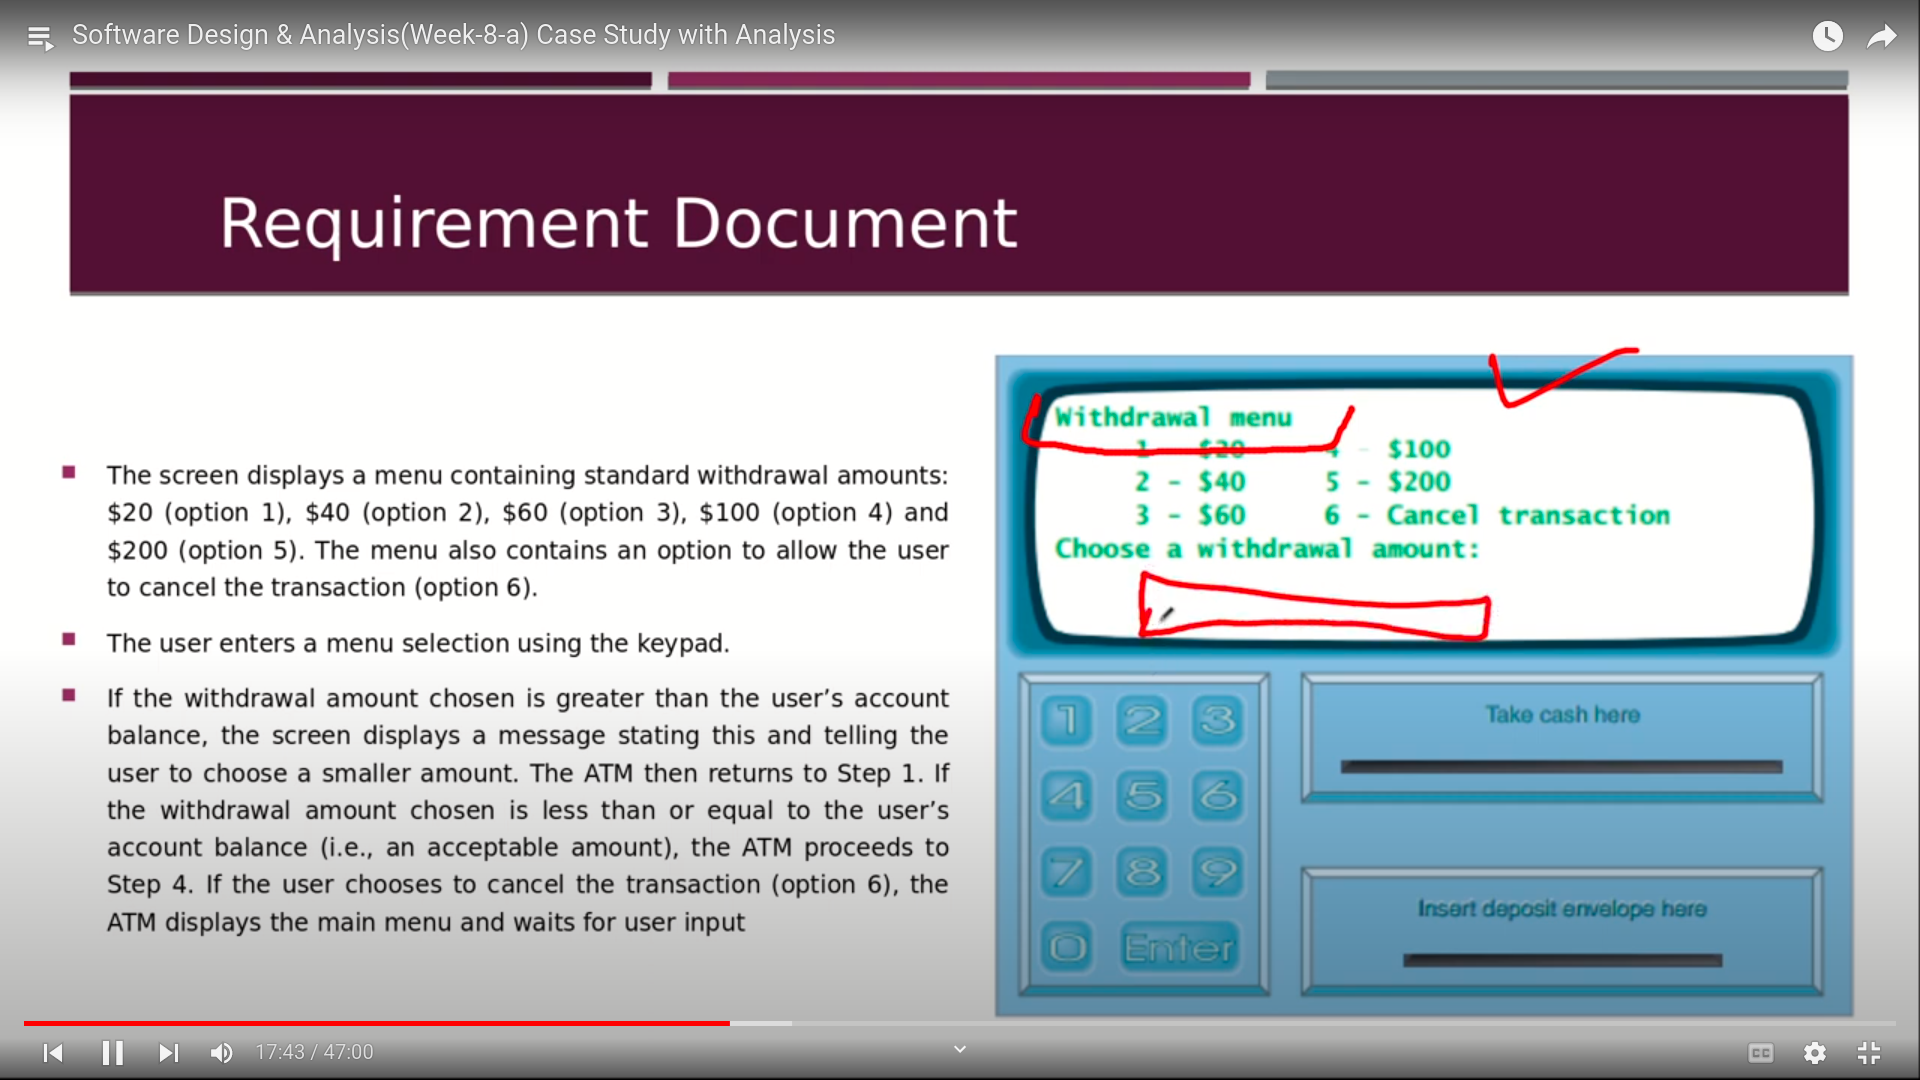 Software Design & Analysis(Week-8-a) Case Study with Analysis
Requirement Document
The screen displays a menu containing standard withdrawal amounts:
$20 (option 1), $40 (option 2), $60 (option 3), $100 (option 4) and
$200 (option 5). The menu also contains an option to allow the user
to cancel the transaction (option 6).
The user enters a menu selection using the keypad.
If the withdrawal amount chosen is greater than the user’s account
balance, the screen displays a message stating this and telling the
user to choose a smaller amount. The ATM then returns to Step 1. If
the withdrawal amount chosen is less than or equal to the user’s
account balance (i.e., an acceptable amount), the ATM proceeds to
Step 4. If the user chooses to cancel the transaction (option 6), the
ATM displays the main menu and waits for user input
Withdrawal menu
1 - $20 4 - $100
2 - $40 5 - $200
3 - $60 6 - Cancel transaction
Choose a withdrawal amount:
1 2 3
4 5 6
7 8 9
0 Enter
Take cash here
Insert deposit envelope here
17:43 / 47:00
CC